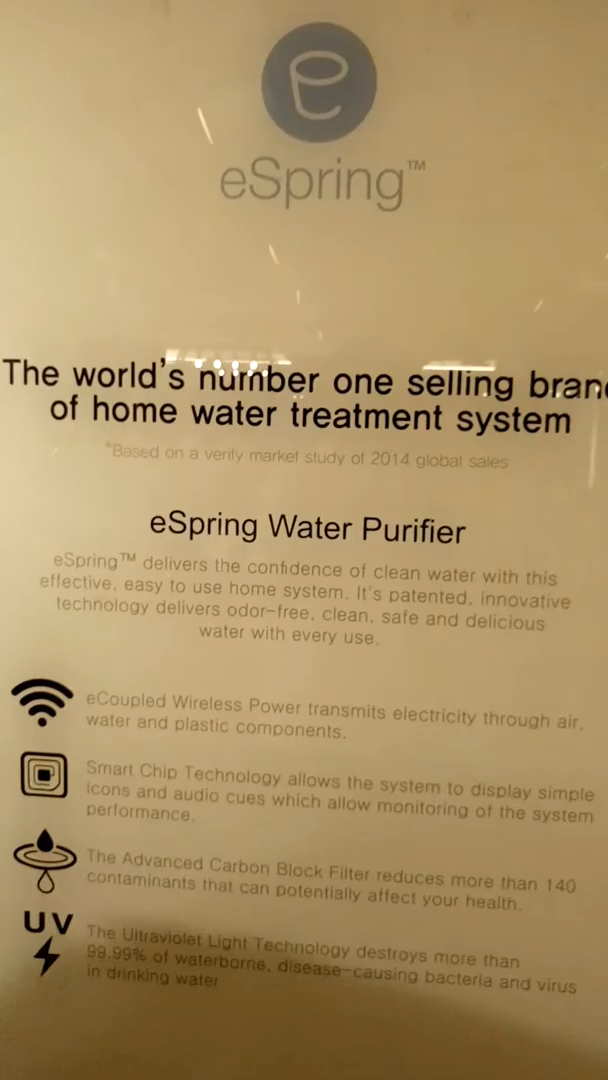 eSpring™
The world's number one selling bran
of home water treatment system
*Based on a verify market study of 2014 global sales
eSpring Water Purifier
eSpring™ delivers the confidence of clean water with this
effective, easy to use home system. It's patented, innovative
technology delivers odor-free, clean, safe and delicious
water with every use.
eCoupled Wireless Power transmits electricity through air,
water and plastic components.
Smart Chip Technology allows the system to display simple
icons and audio cues which allow monitoring of the system
performance.
The Advanced Carbon Block Filter reduces more than 140
contaminants that can potentially affect your health.
UV
The Ultraviolet Light Technology destroys more than
99.99% of waterborne, disease-causing bacteria and virus
in drinking water